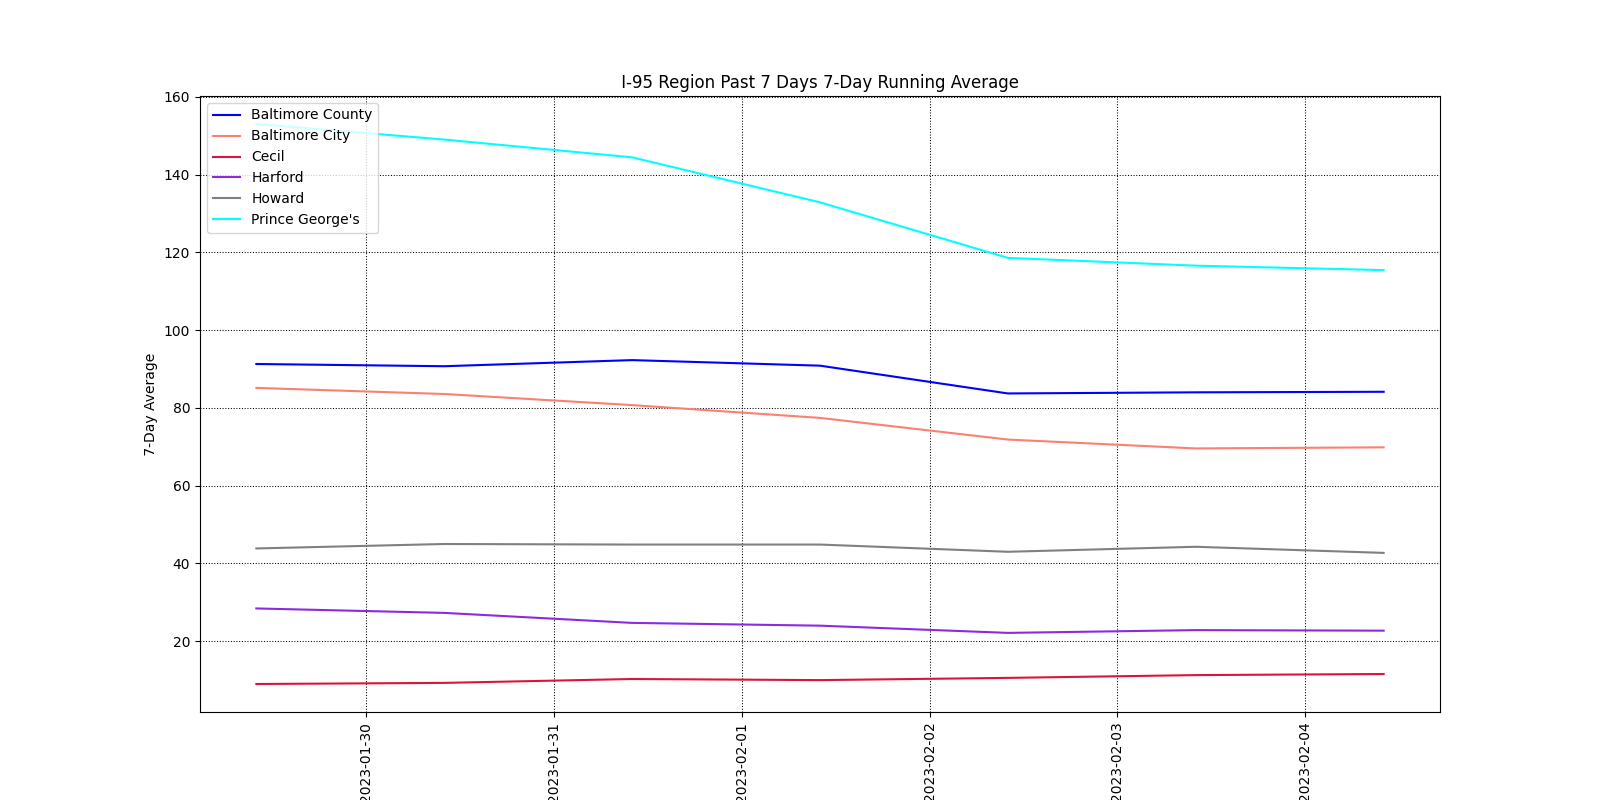 I-95 Region Past 7 Days 7-Day Running Average
160
140
120
100
80
60
40
20
7-Day Average
Baltimore County
Baltimore City
Cecil
Harford
Howard
Prince George's
2023-01-30
2023-01-31
2023-02-01
2023-02-02
2023-02-03
2023-02-04